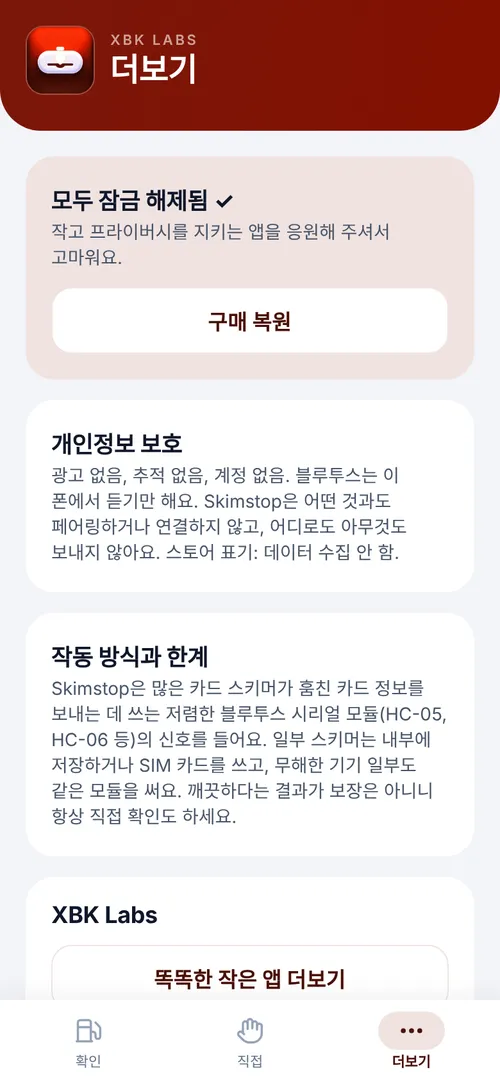 XBK LABS
더보기
모두 잠금 해제됨 ✓
작고 프라이버시를 지키는 앱을 응원해 주셔서
고마워요.
구매 복원
개인정보 보호
광고 없음, 추적 없음, 계정 없음. 블루투스는 이
폰에서 듣기만 해요. Skimstop은 어떤 것과도
페어링하거나 연결하지 않고, 어디로도 아무것도
보내지 않아요. 스토어 표기: 데이터 수집 안 함.
작동 방식과 한계
Skimstop은 많은 카드 스키머가 훔친 카드 정보를
보내는 데 쓰는 저렴한 블루투스 시리얼 모듈(HC-05,
HC-06 등)의 신호를 들어요. 일부 스키머는 내부에
저장하거나 SIM 카드를 쓰고, 무해한 기기 일부도
같은 모듈을 써요. 깨끗하다는 결과가 보장은 아니니
항상 직접 확인도 하세요.
XBK Labs
똑똑한 작은 앱 더보기
확인
직접
더보기